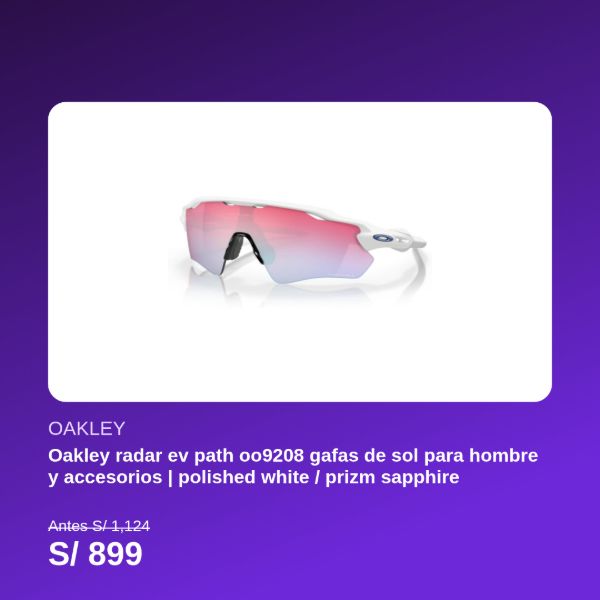 OAKLEY
Oakley radar ev path oo9208 gafas de sol para hombre
y accesorios | polished white / prizm sapphire
Antes S/ 1,124
S/ 899